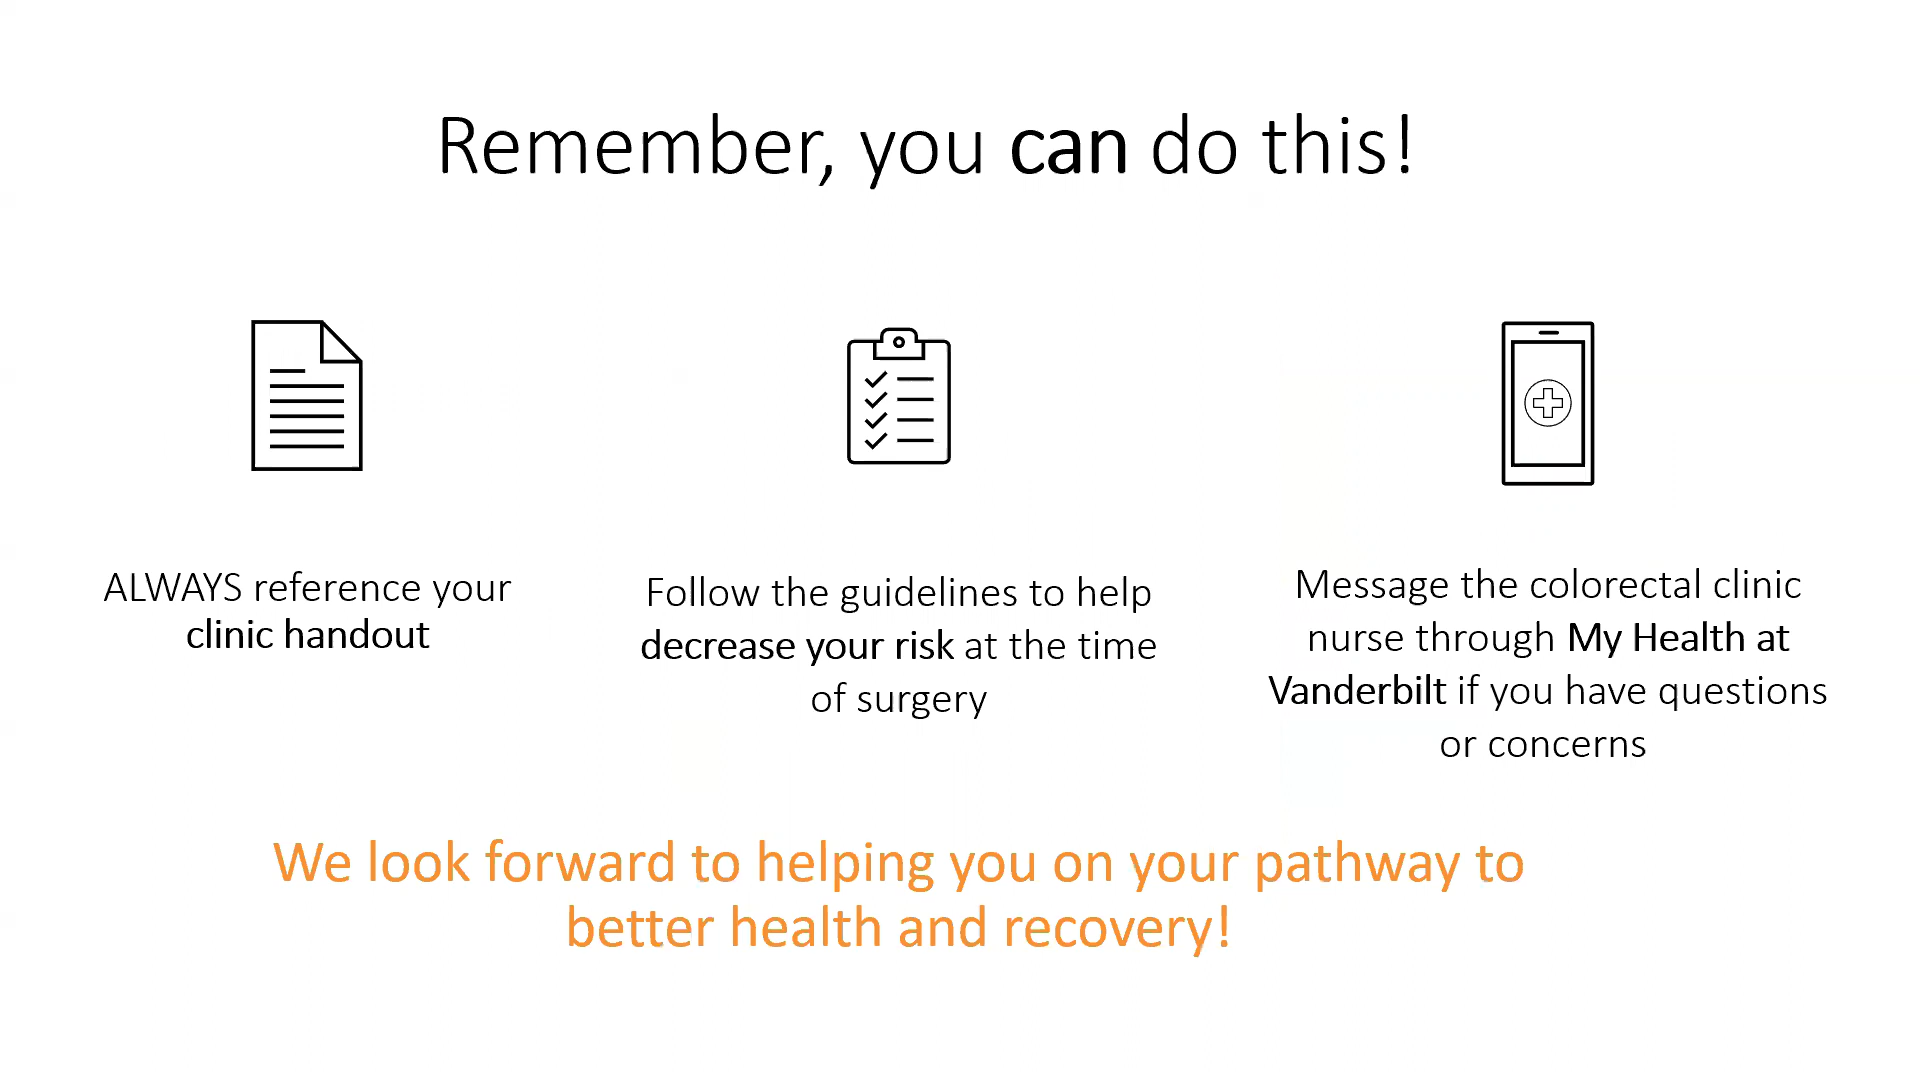 Remember, you can do this!
ALWAYS reference your
clinic handout
Follow the guidelines to help
decrease your risk at the time
of surgery
Message the colorectal clinic
nurse through My Health at
Vanderbilt if you have questions
or concerns
We look forward to helping you on your pathway to
better health and recovery!